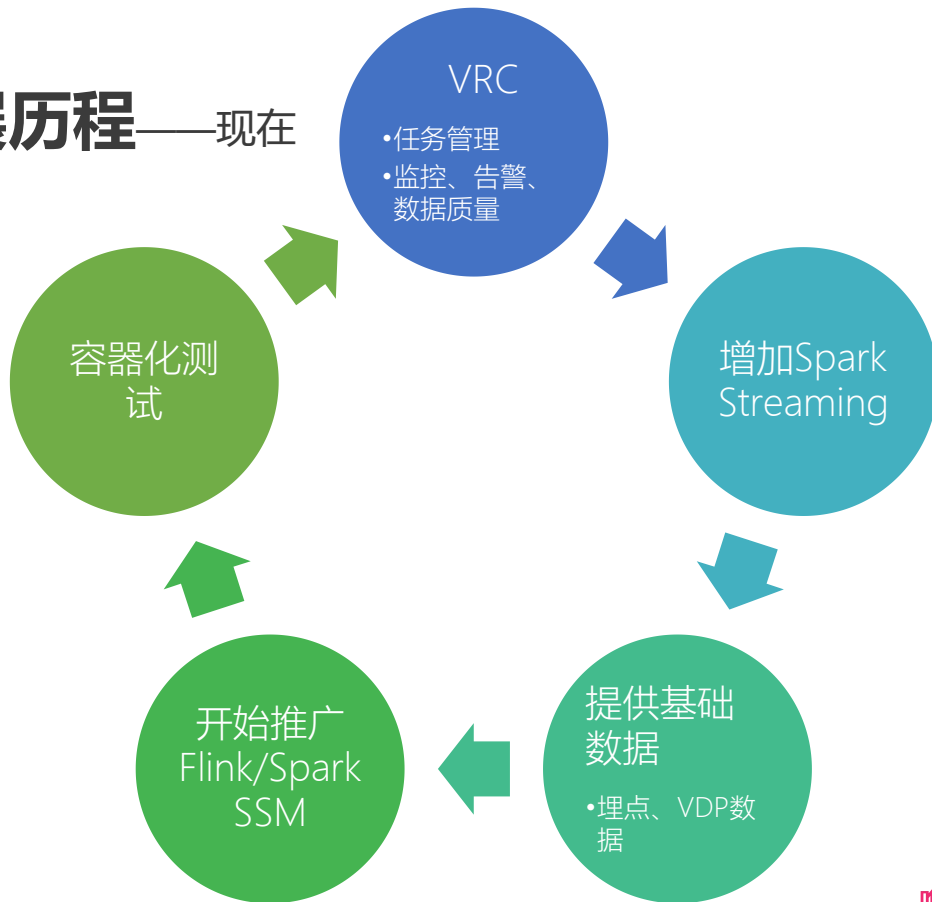 历程——现在
VRC
•任务管理
•监控、告警、
数据质量
增加Spark
Streaming
提供基础
数据
•埋点、VDP数
据
开始推广
Flink/Spark
SSM
容器化测
试